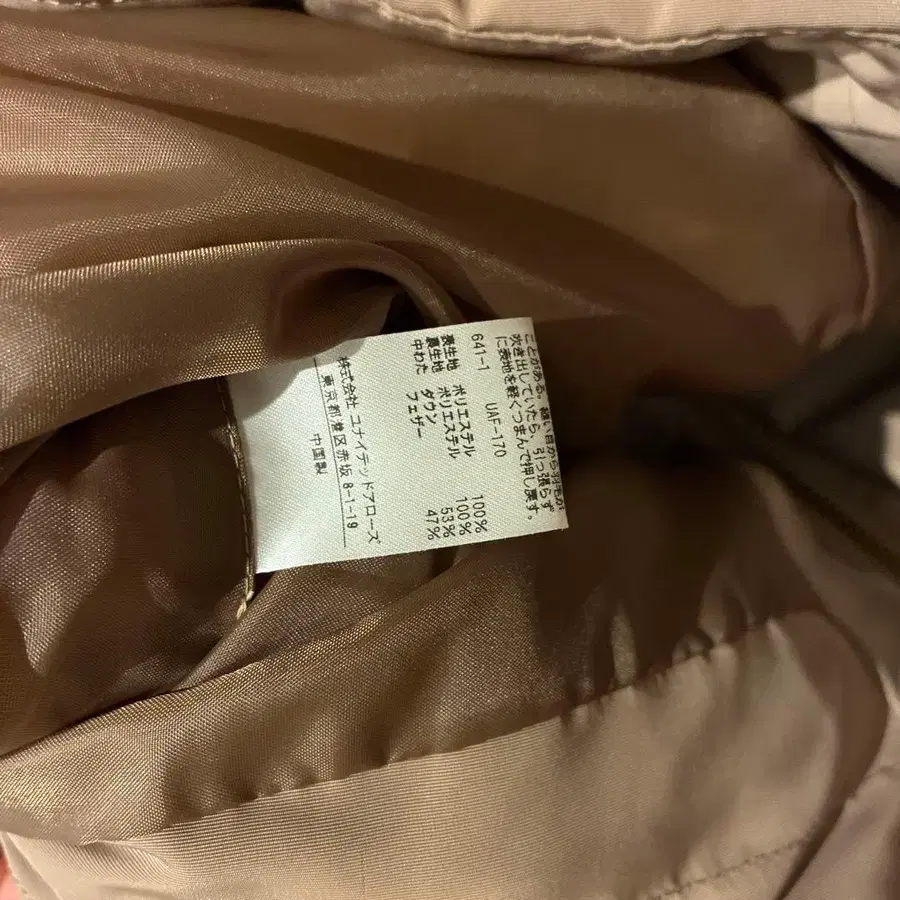 ことがある。縫い目から羽毛が
吹き出していたら、引っ張らず
に表地を軽くつまんで押し戻す。
641-1 UAF-170
表生地 ポリエステル 100%
裏生地 ポリエステル 100%
中わた ダウン 53%
フェザー 47%
株式会社 ユナイテッドアローズ
東京都港区赤坂 8-1-19
中国製